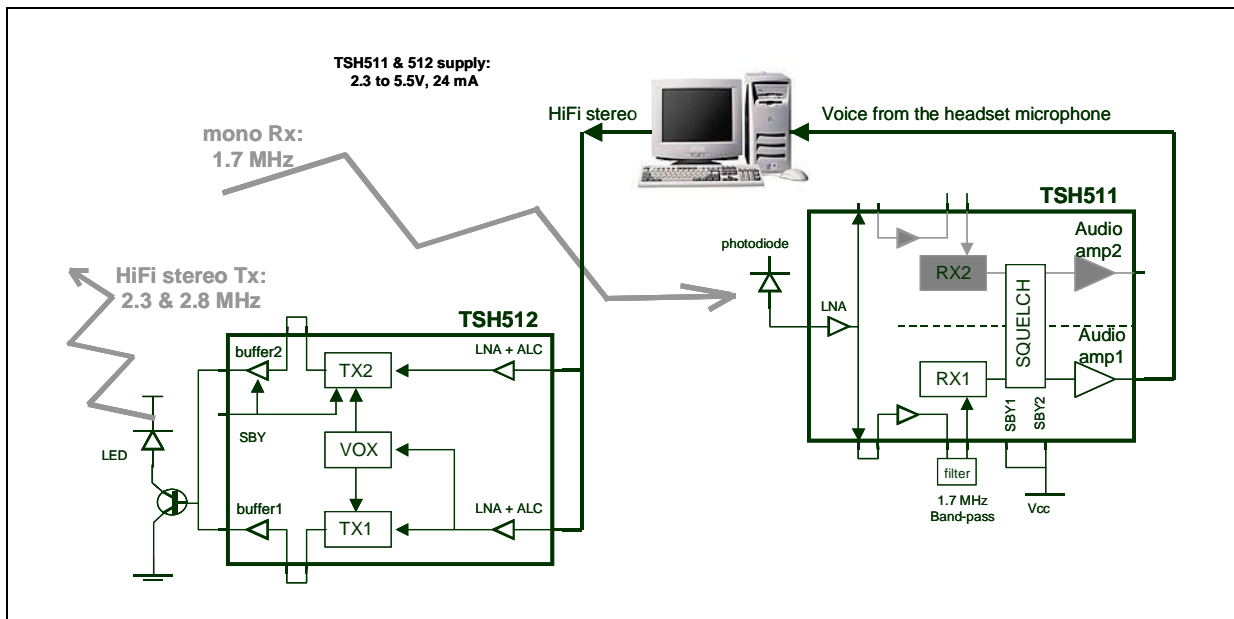 TSH511 & 512 supply:
2.3 to 5.5V, 24 mA
HiFi stereo
Voice from the headset microphone
mono Rx:
1.7 MHz
HiFi stereo Tx:
2.3 & 2.8 MHz
TSH512
buffer2
TX2
LNA + ALC
SBY
VOX
LED
buffer1
TX1
LNA + ALC
TSH511
photodiode
LNA
RX2
Audio
amp2
SQUELCH
RX1
Audio
amp1
SBY1
SBY2
filter
1.7 MHz
Band-pass
Vcc